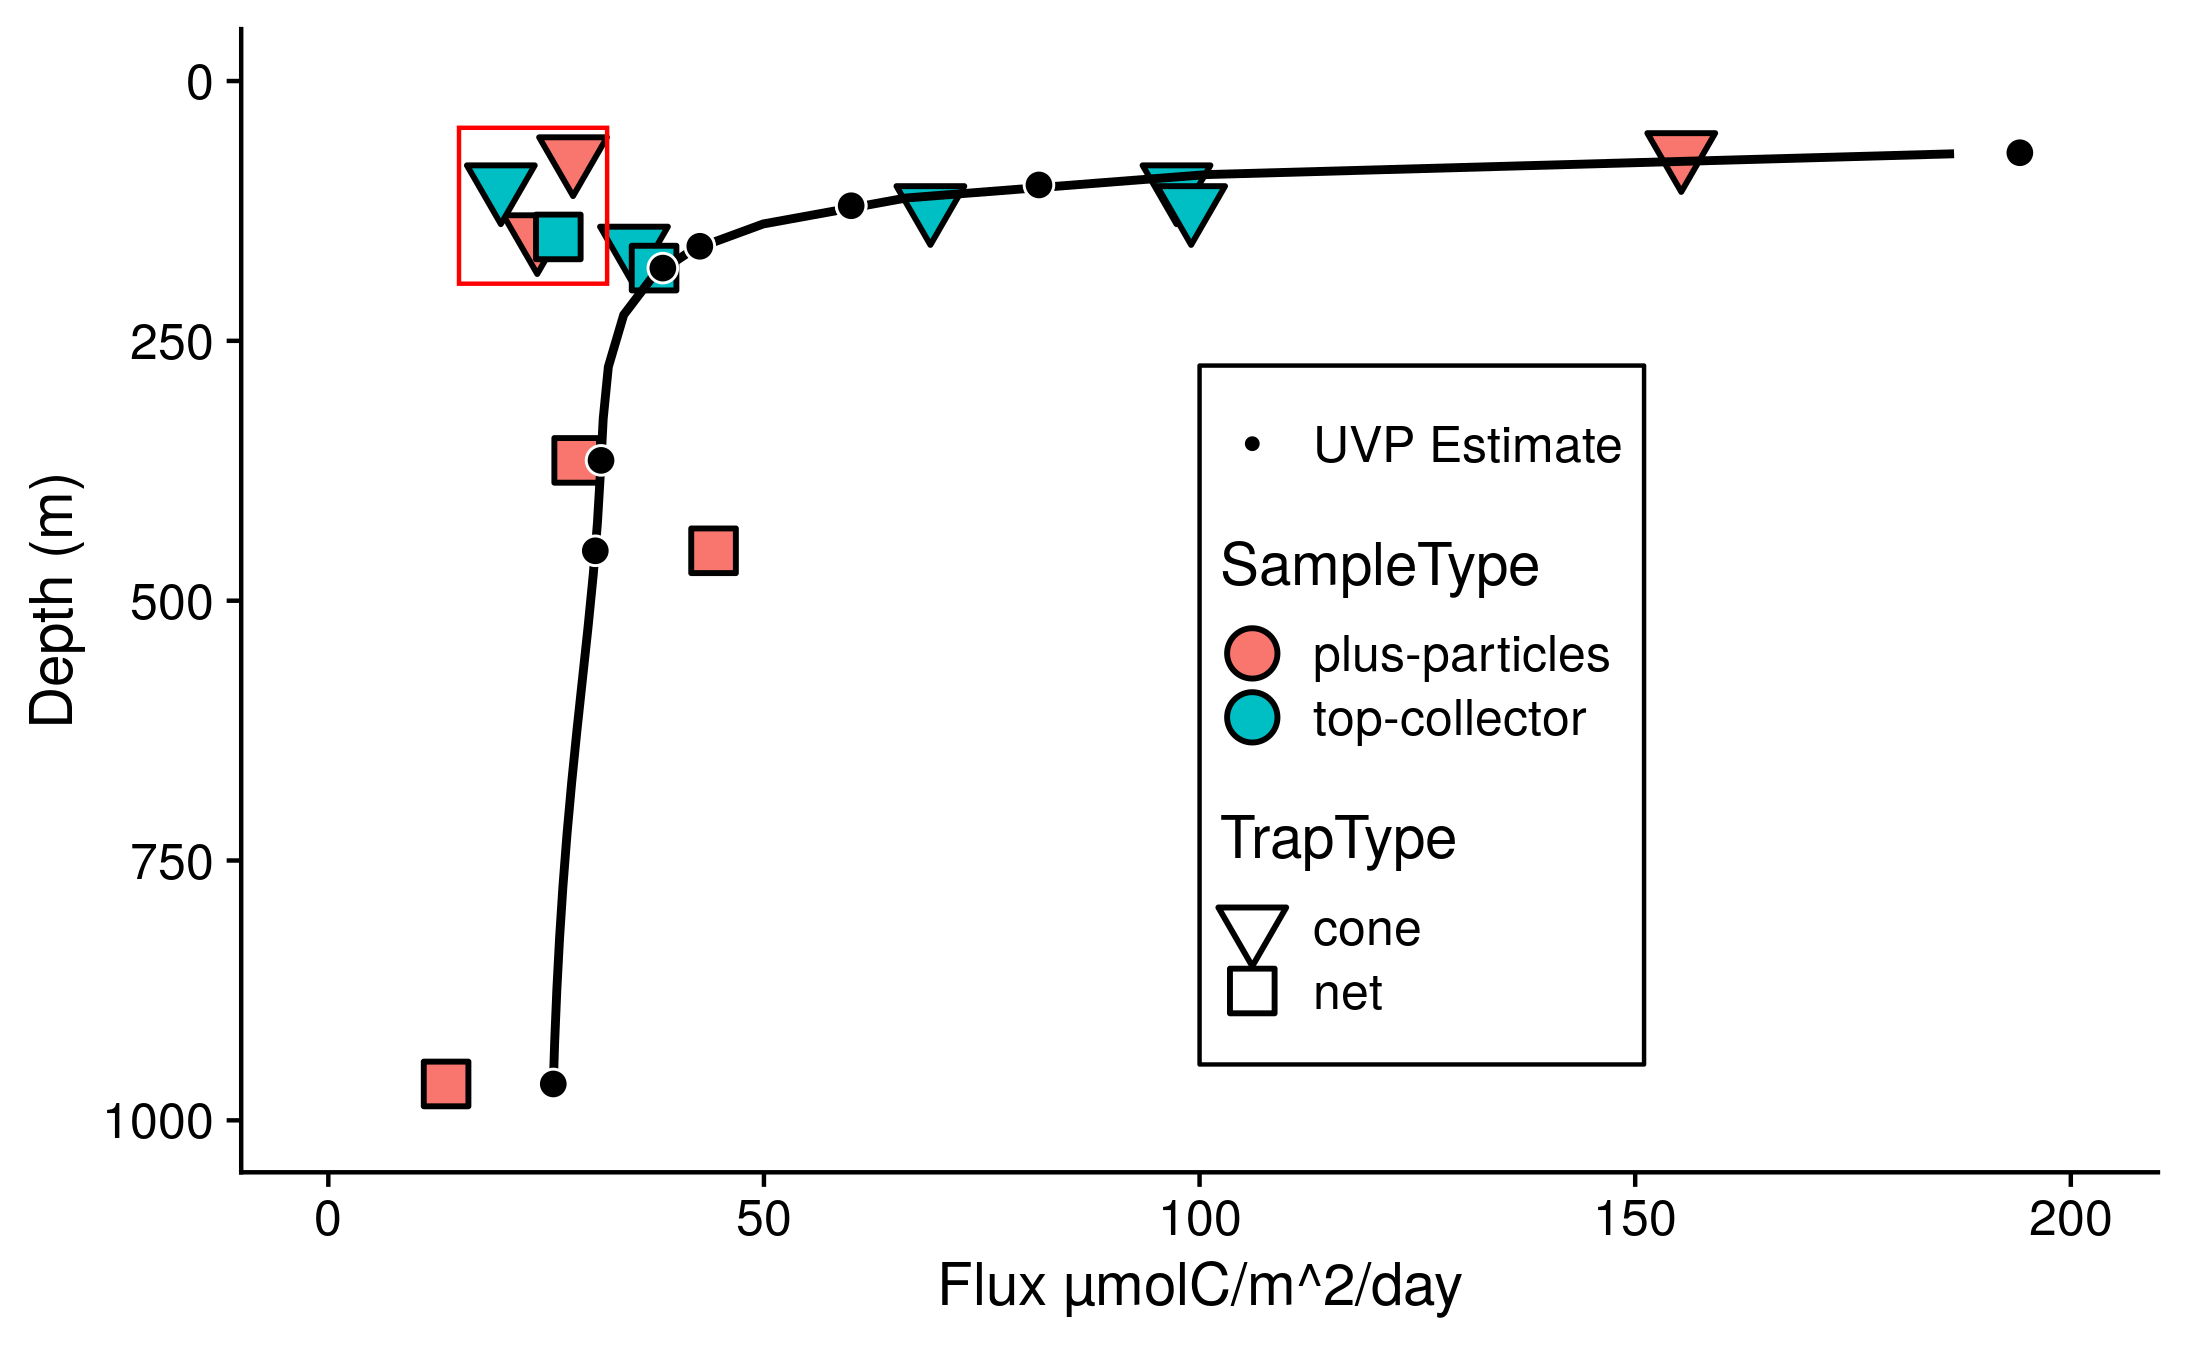 0
250
500
750
1000
Depth (m)
0
50
100
150
200
Flux µmolC/m^2/day
UVP Estimate
SampleType
plus-particles
top-collector
TrapType
cone
net